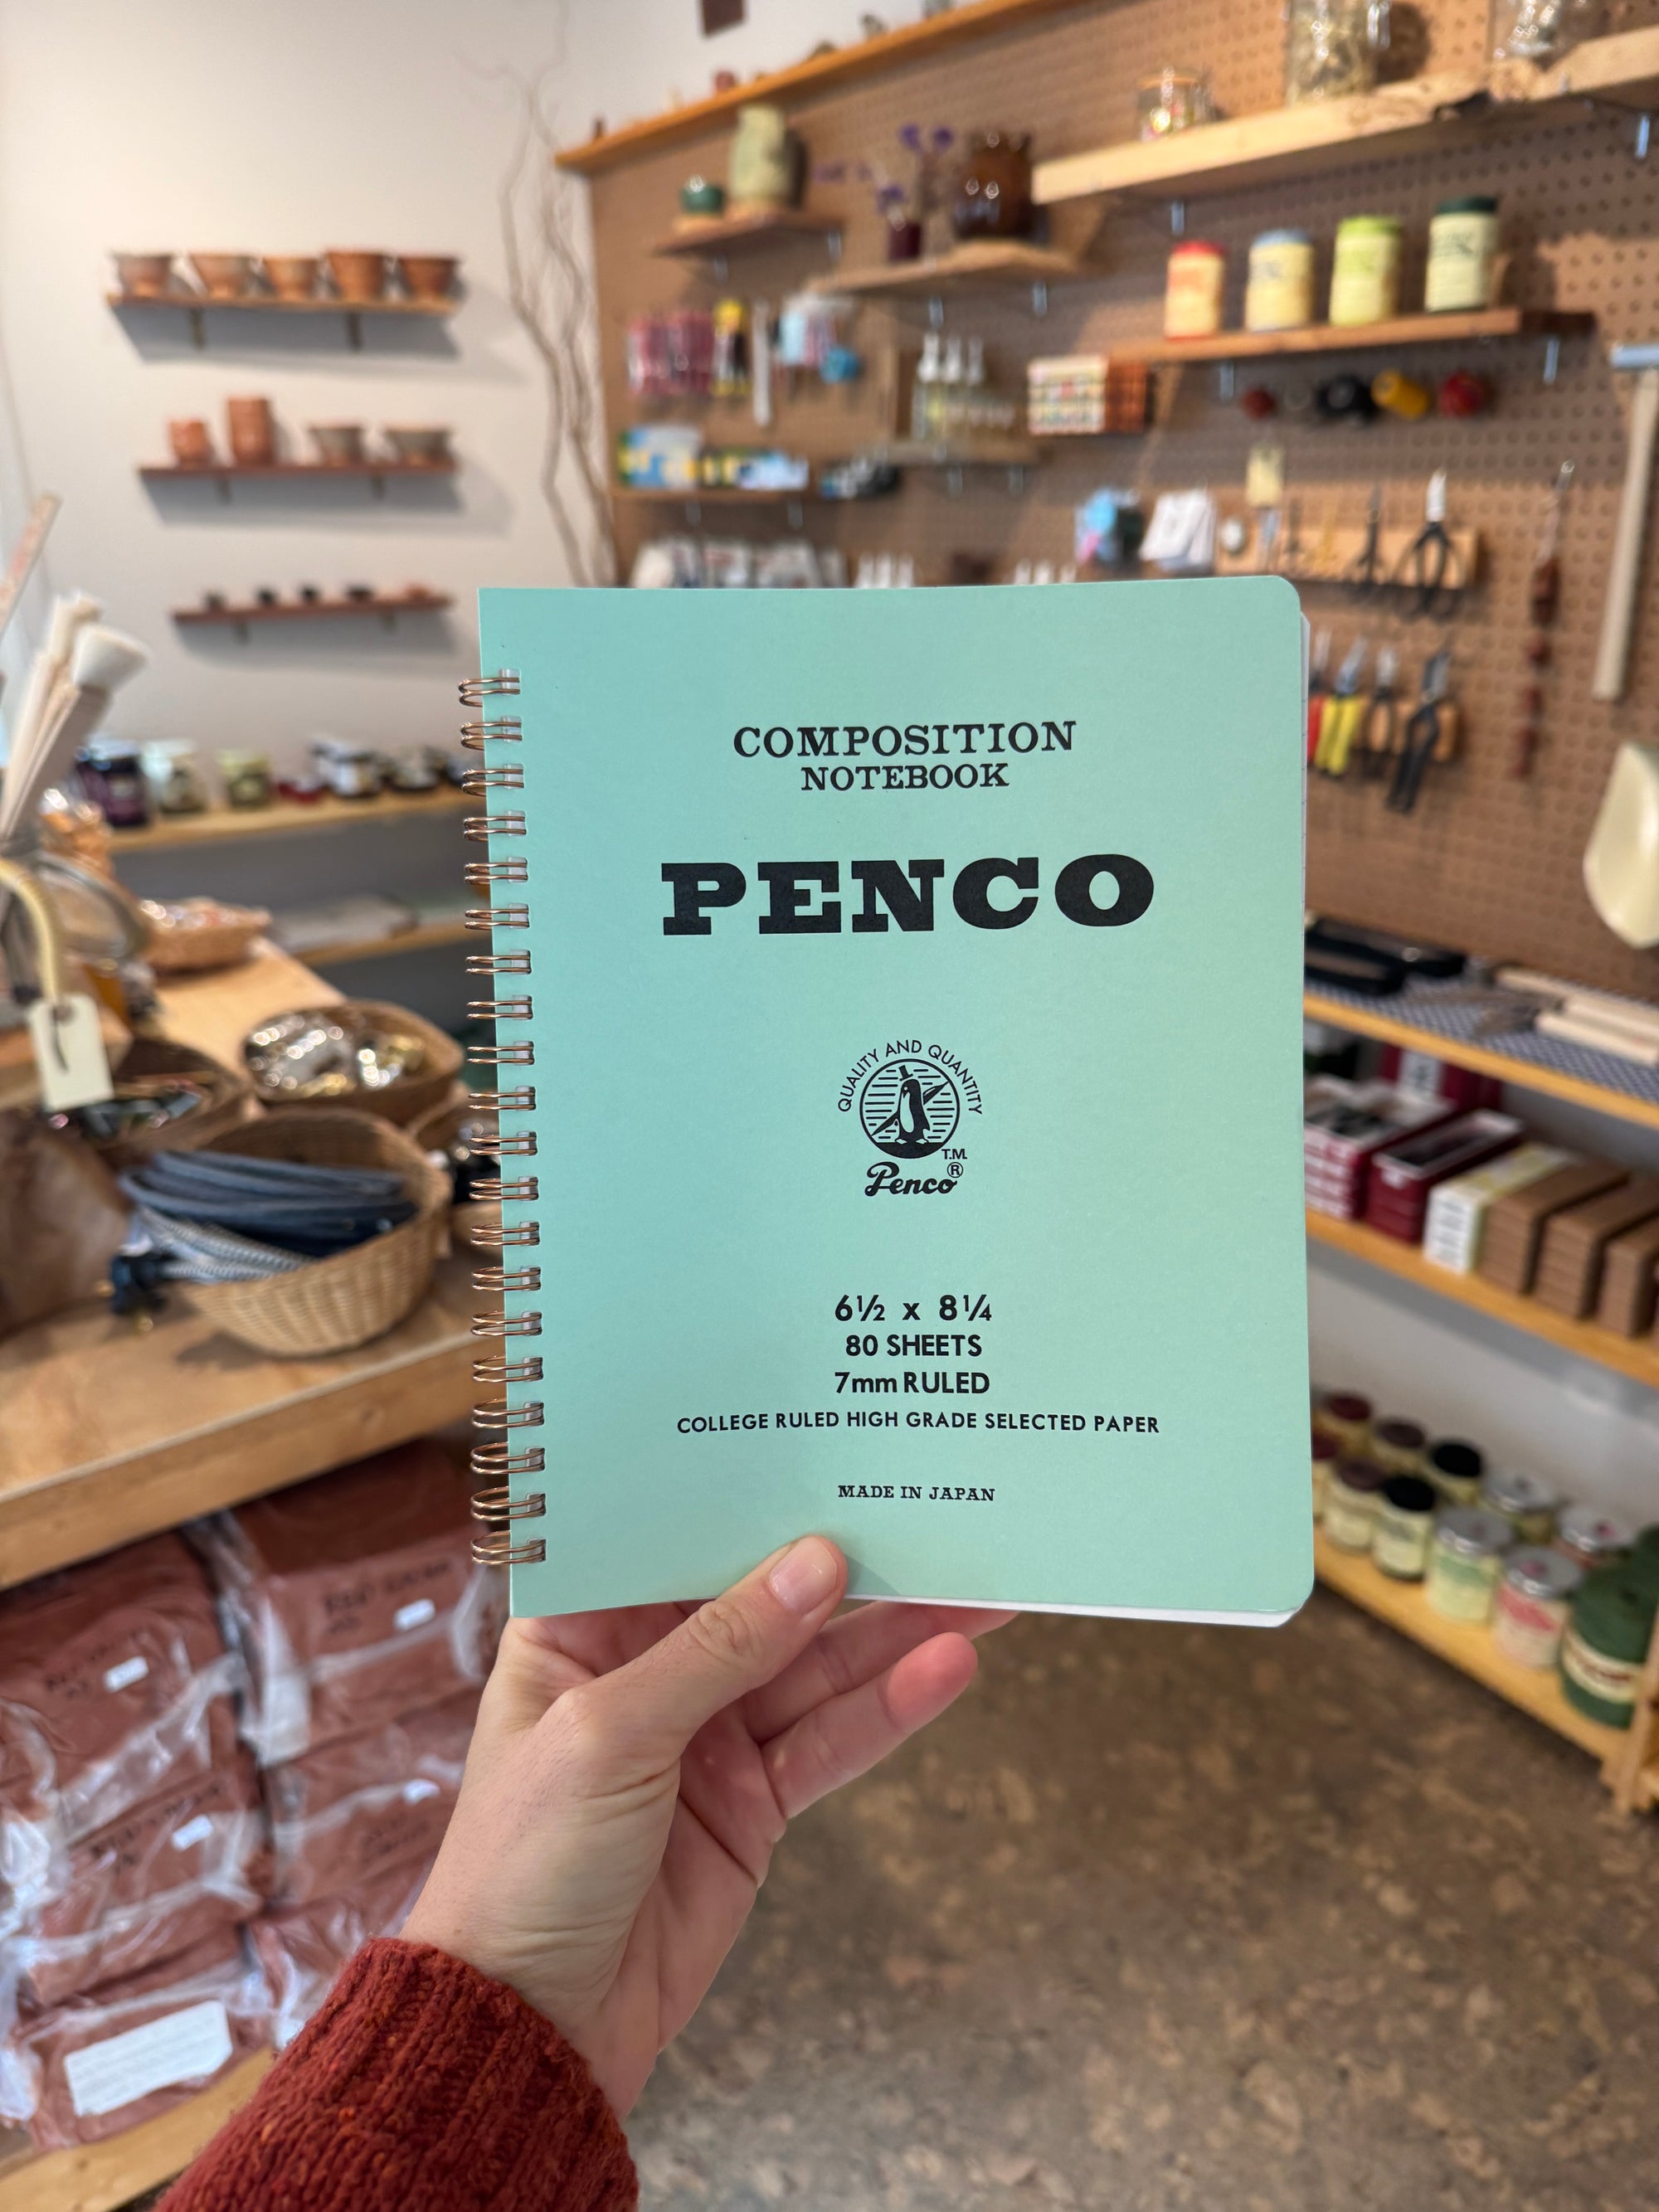 COMPOSITION
NOTEBOOK
PENCO
QUALITY AND QUANTITY
T.M.
Penco®
6½ x 8¼
80 SHEETS
7mm RULED
COLLEGE RULED HIGH GRADE SELECTED PAPER
MADE IN JAPAN